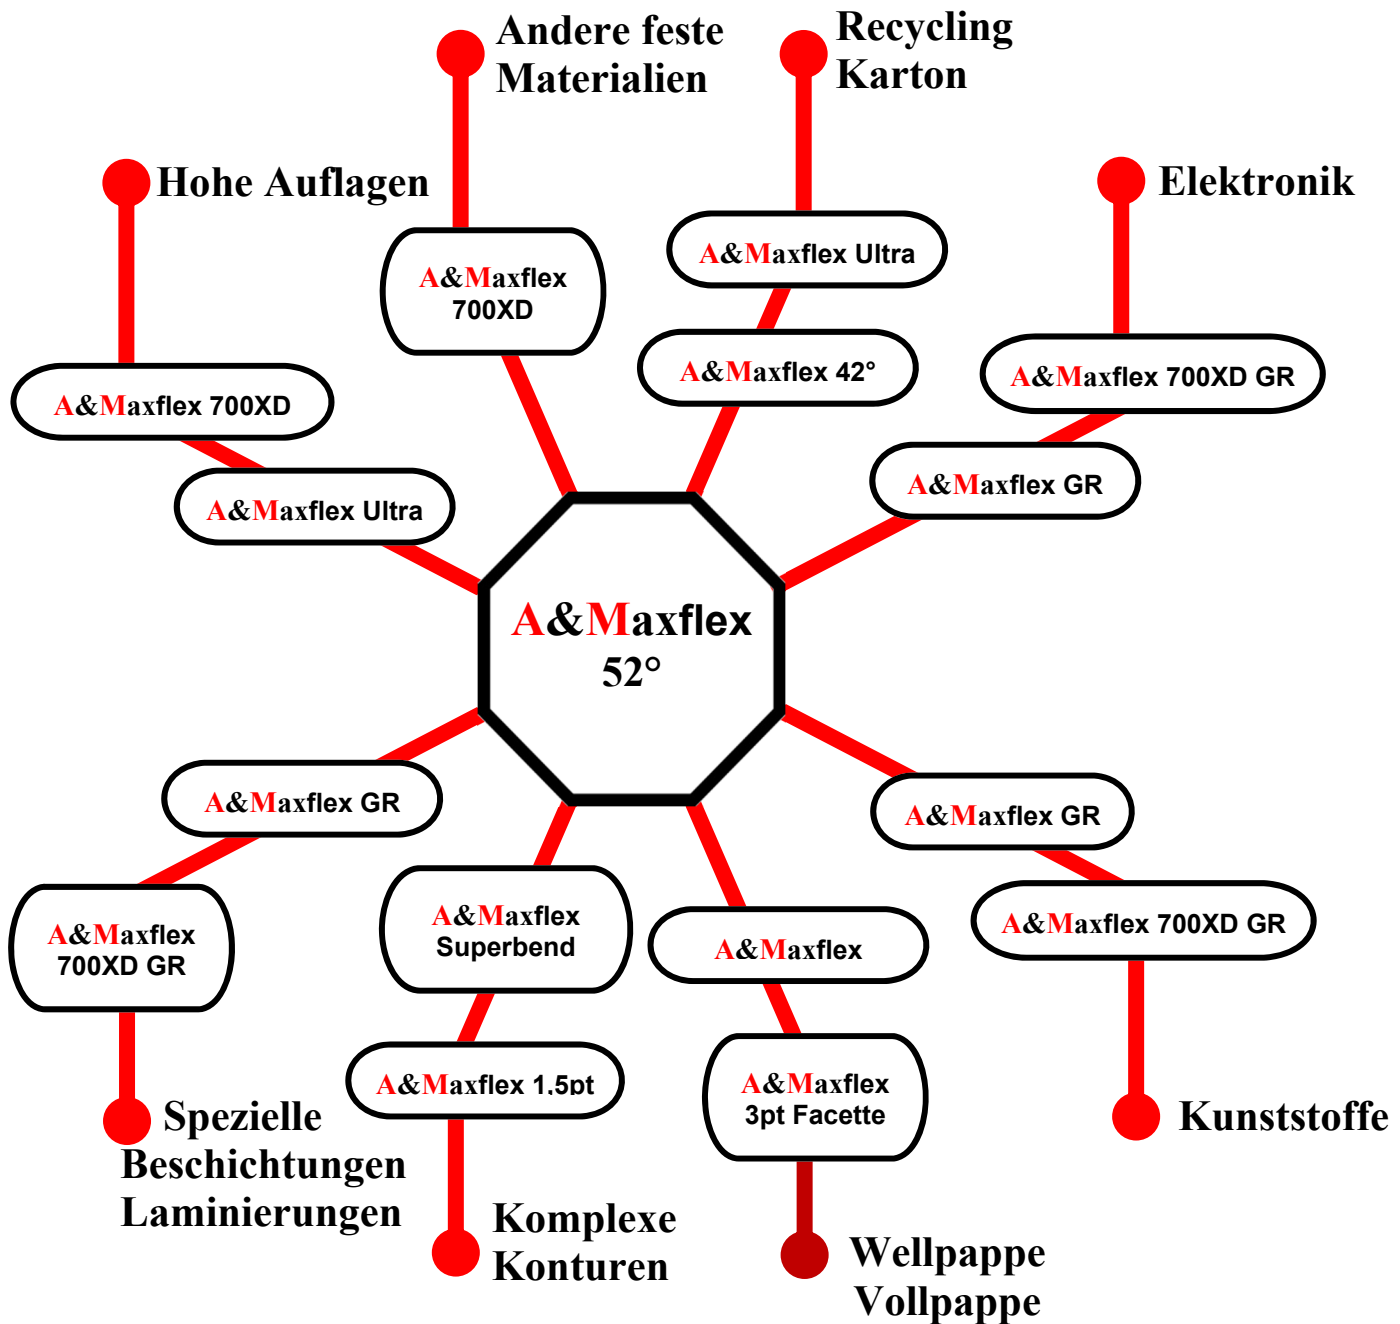 Andere feste
Materialien
Recycling
Karton
Hohe Auflagen
Elektronik
A&Maxflex
700XD
A&Maxflex Ultra
A&Maxflex 42°
A&Maxflex 700XD GR
A&Maxflex 700XD
A&Maxflex GR
A&Maxflex Ultra
A&Maxflex
52°
A&Maxflex GR
A&Maxflex GR
A&Maxflex
700XD GR
A&Maxflex
Superbend
A&Maxflex
A&Maxflex 700XD GR
A&Maxflex 1,5pt
A&Maxflex
3pt Facette
Spezielle
Beschichtungen
Laminierungen
Komplexe
Konturen
Wellpappe
Vollpappe
Kunststoffe